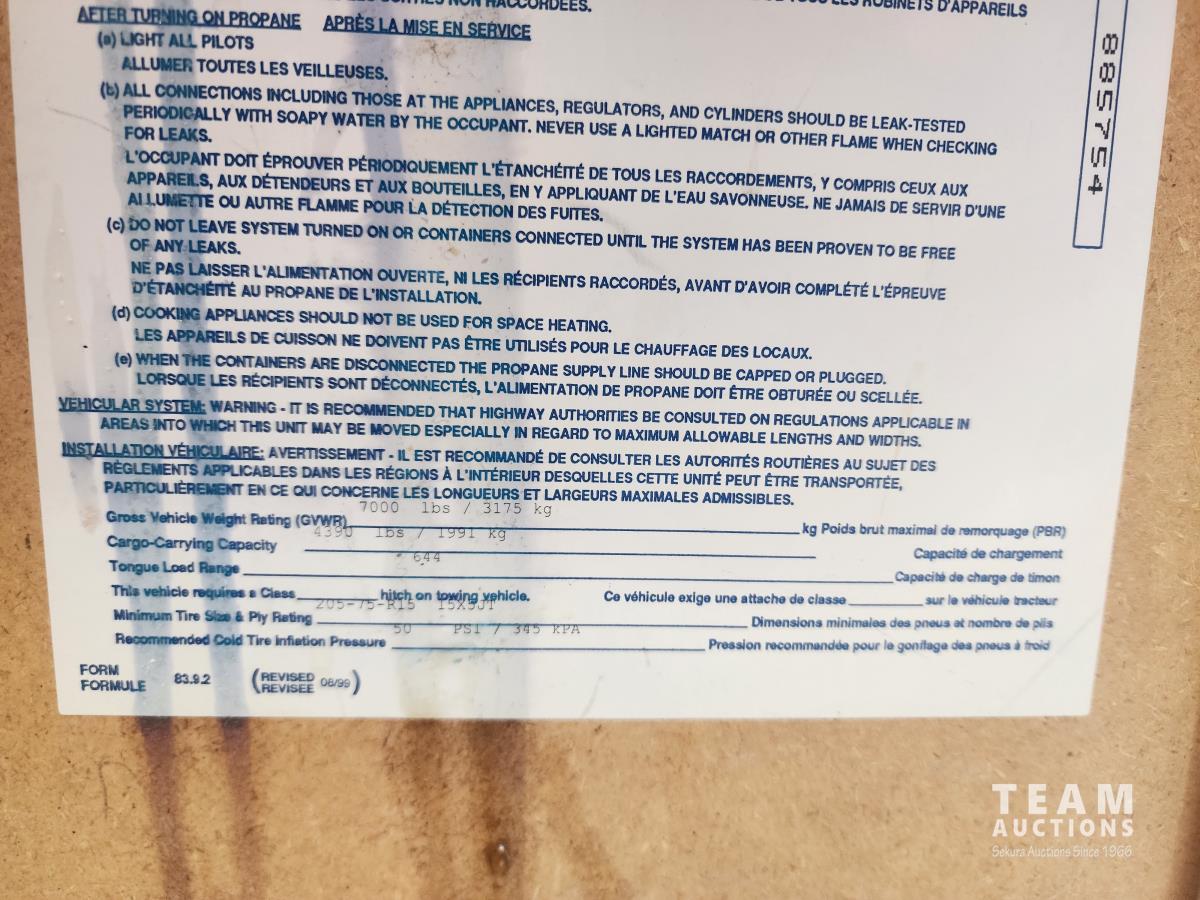 NON RACCORDÉES.
TOUS LES ROBINETS D'APPAREILS
AFTER TURNING ON PROPANE APRÈS LA MISE EN SERVICE
(a) LIGHT ALL PILOTS
ALLUMER TOUTES LES VEILLEUSES.
(b) ALL CONNECTIONS INCLUDING THOSE AT THE APPLIANCES, REGULATORS, AND CYLINDERS SHOULD BE LEAK-TESTED
PERIODICALLY WITH SOAPY WATER BY THE OCCUPANT. NEVER USE A LIGHTED MATCH OR OTHER FLAME WHEN CHECKING
FOR LEAKS.
L'OCCUPANT DOIT ÉPROUVER PÉRIODIQUEMENT L'ÉTANCHÉITÉ DE TOUS LES RACCORDEMENTS, Y COMPRIS CEUX AUX
APPAREILS, AUX DÉTENDEURS ET AUX BOUTEILLES, EN Y APPLIQUANT DE L'EAU SAVONNEUSE. NE JAMAIS DE SERVIR D'UNE
ALLUMETTE OU AUTRE FLAMME POUR LA DÉTECTION DES FUITES.
(c) DO NOT LEAVE SYSTEM TURNED ON OR CONTAINERS CONNECTED UNTIL THE SYSTEM HAS BEEN PROVEN TO BE FREE
OF ANY LEAKS.
NE PAS LAISSER L'ALIMENTATION OUVERTE, NI LES RÉCIPIENTS RACCORDÉS, AVANT D'AVOIR COMPLÉTÉ L'ÉPREUVE
D'ÉTANCHÉITÉ AU PROPANE DE L'INSTALLATION.
(d) COOKING APPLIANCES SHOULD NOT BE USED FOR SPACE HEATING.
LES APPAREILS DE CUISSON NE DOIVENT PAS ÊTRE UTILISÉS POUR LE CHAUFFAGE DES LOCAUX.
(e) WHEN THE CONTAINERS ARE DISCONNECTED THE PROPANE SUPPLY LINE SHOULD BE CAPPED OR PLUGGED.
LORSQUE LES RÉCIPIENTS SONT DÉCONNECTÉS, L'ALIMENTATION DE PROPANE DOIT ÊTRE OBTURÉE OU SCELLÉE.
VEHICULAR SYSTEM: WARNING - IT IS RECOMMENDED THAT HIGHWAY AUTHORITIES BE CONSULTED ON REGULATIONS APPLICABLE IN
AREAS INTO WHICH THIS UNIT MAY BE MOVED ESPECIALLY IN REGARD TO MAXIMUM ALLOWABLE LENGTHS AND WIDTHS.
INSTALLATION VÉHICULAIRE: AVERTISSEMENT - IL EST RECOMMANDÉ DE CONSULTER LES AUTORITÉS ROUTIÈRES AU SUJET DES
RÈGLEMENTS APPLICABLES DANS LES RÉGIONS À L'INTÉRIEUR DESQUELLES CETTE UNITÉ PEUT ÊTRE TRANSPORTÉE,
PARTICULIÈREMENT EN CE QUI CONCERNE LES LONGUEURS ET LARGEURS MAXIMALES ADMISSIBLES.
7000 lbs / 3175 kg
Gross Vehicle Weight Rating (GVWR) kg Poids brut maximal de remorquage (PBR)
4390 lbs / 1991 kg
Cargo-Carrying Capacity Capacité de chargement
644
Tongue Load Range Capacité de charge de timon
This vehicle requires a Class hitch on towing vehicle. Ce véhicule exige une attache de classe sur le véhicule tracteur
205-75-R15 15X5JT
Minimum Tire Size & Ply Rating Dimensions minimales des pneus et nombre de plis
50 PSI / 345 KPA
Recommended Cold Tire Inflation Pressure Pression recommandée pour le gonflage des pneus à froid
FORM
FORMULE 83.9.2 (REVISED
REVISEE 08/99)
885754
TEAM
AUCTIONS
Sekura Auctions Since 1966